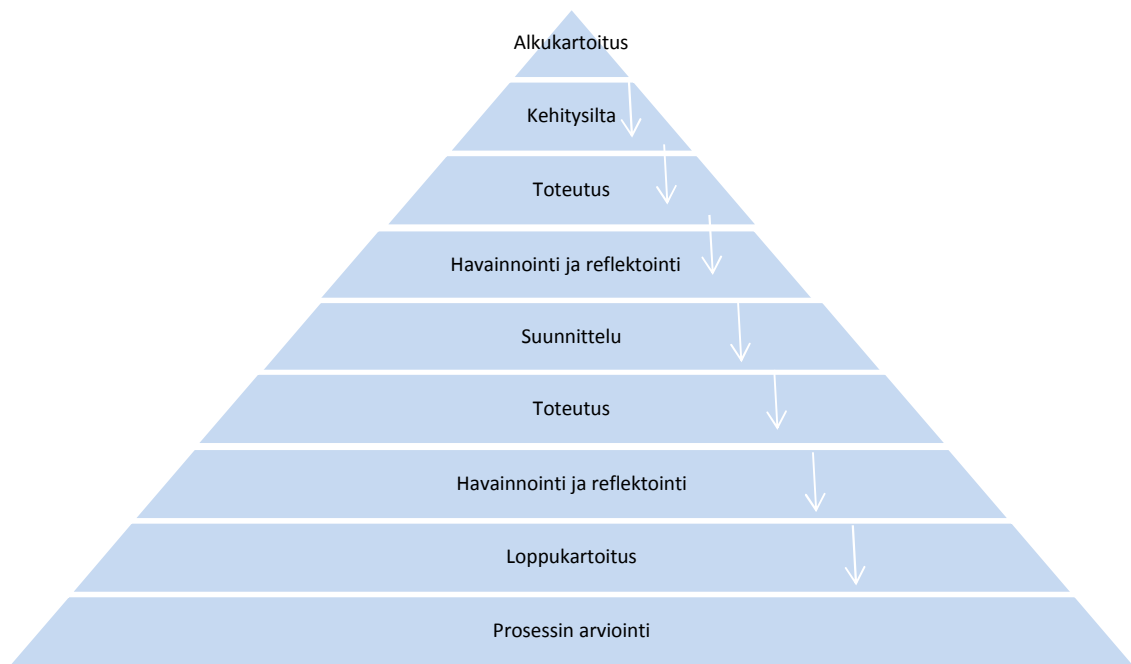 Alkukartoitus
Kehitysilta
Toteutus
Havainnointi ja reflektointi
Suunnittelu
Toteutus
Havainnointi ja reflektointi
Loppukartoitus
Prosessin arviointi